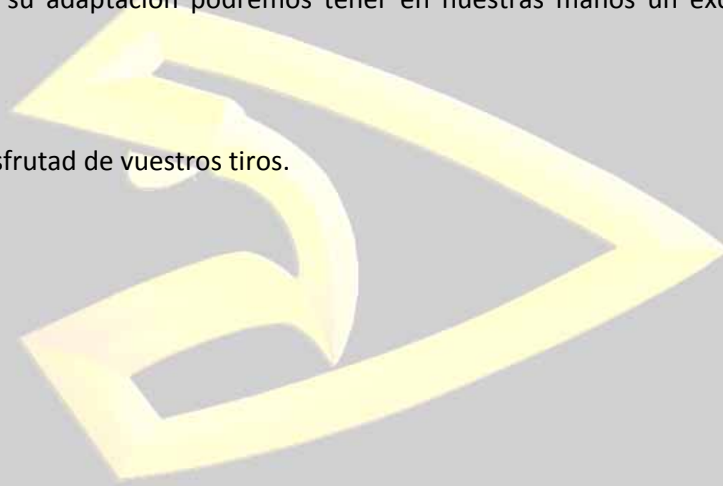 su adaptación podremos tener en nuestras manos un
sfrutad de vuestros tiros.